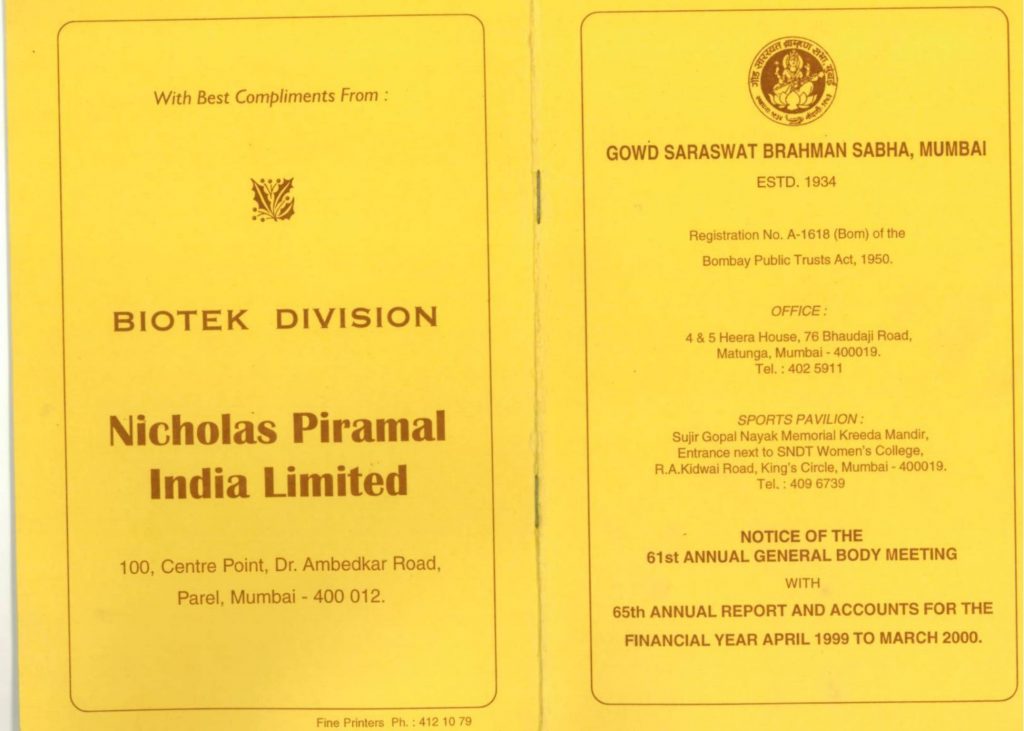 With Best Compliments From :
BIOTEK DIVISION
Nicholas Piramal
India Limited
100, Centre Point, Dr. Ambedkar Road,
Parel, Mumbai - 400 012.
Fine Printers Ph. : 412 10 79
गौड सारस्वत ब्राह्मण सभा, मुंबई
GOWD SARASWAT BRAHMAN SABHA, MUMBAI
ESTD. 1934
Registration No. A-1618 (Bom) of the
Bombay Public Trusts Act, 1950.
OFFICE :
4 & 5 Heera House, 76 Bhaudaji Road,
Matunga, Mumbai - 400019.
Tel. : 402 5911
SPORTS PAVILION :
Sujir Gopal Nayak Memorial Kreeda Mandir,
Entrance next to SNDT Women's College,
R.A.Kidwai Road, King's Circle, Mumbai - 400019.
Tel. : 409 6739
NOTICE OF THE
61st ANNUAL GENERAL BODY MEETING
WITH
65th ANNUAL REPORT AND ACCOUNTS FOR THE
FINANCIAL YEAR APRIL 1999 TO MARCH 2000.